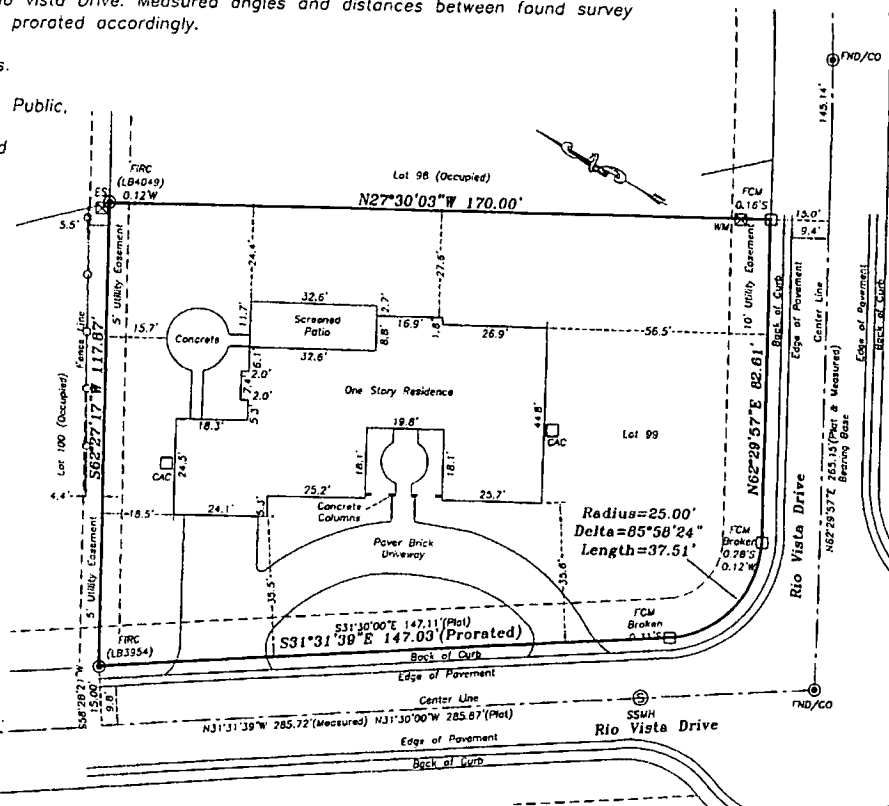 Vista Drive. Measured angles and distances between found survey
prorated accordingly.
s.
Public,
d
FND/CO
145.14'
FIRC
(LB4049)
0.12'W
ES
Lot 98 (Occupied)
N27°30'03"W 170.00'
FCM
0.16'S
WM
15.0'
9.4'
5.5'
5' Utility Easement
24.4'
27.6'
10' Utility Easement
Back of Curb
Edge of Pavement
Center Line
Edge of Pavement
Back of Curb
Fence Line
15.7'
Concrete
11.7'
32.6'
Screened
Patio
2.7'
8.8'
16.9'
1.8'
26.9'
56.5'
32.6'
6.1'
2.0'
7.4'
2.0'
5.3'
One Story Residence
Lot 100 (Occupied)
S62°27'17"W 117.87'
N62°29'57"E 82.61'
N62°29'57"E 265.15'(Plat & Measured)
Bearing Base
18.3'
19.8'
44.8'
CAC
Lot 99
CAC
24.5'
18.1'
18.1'
4.4'
18.5'
24.1'
5.3'
25.2'
25.7'
Concrete
Columns
Radius=25.00'
Delta=85°58'24"
Length=37.51'
Paver Brick
Driveway
35.5'
35.6'
FCM
Broken
0.28'S
0.12'W
Rio Vista Drive
5' Utility Easement
FCM
Broken
0.33'S
FIRC
(LB3954)
S31°30'00"E 147.11'(Plat)
S31°31'39"E 147.03'(Prorated)
Back of Curb
Edge of Pavement
S58°28'21"W
15.00'
9.8'
Center Line
N31°31'39"W 285.72'(Measured) N31°30'00"W 285.87'(Plat)
SSMH
Rio Vista Drive
FND/CO
Edge of Pavement
Back of Curb